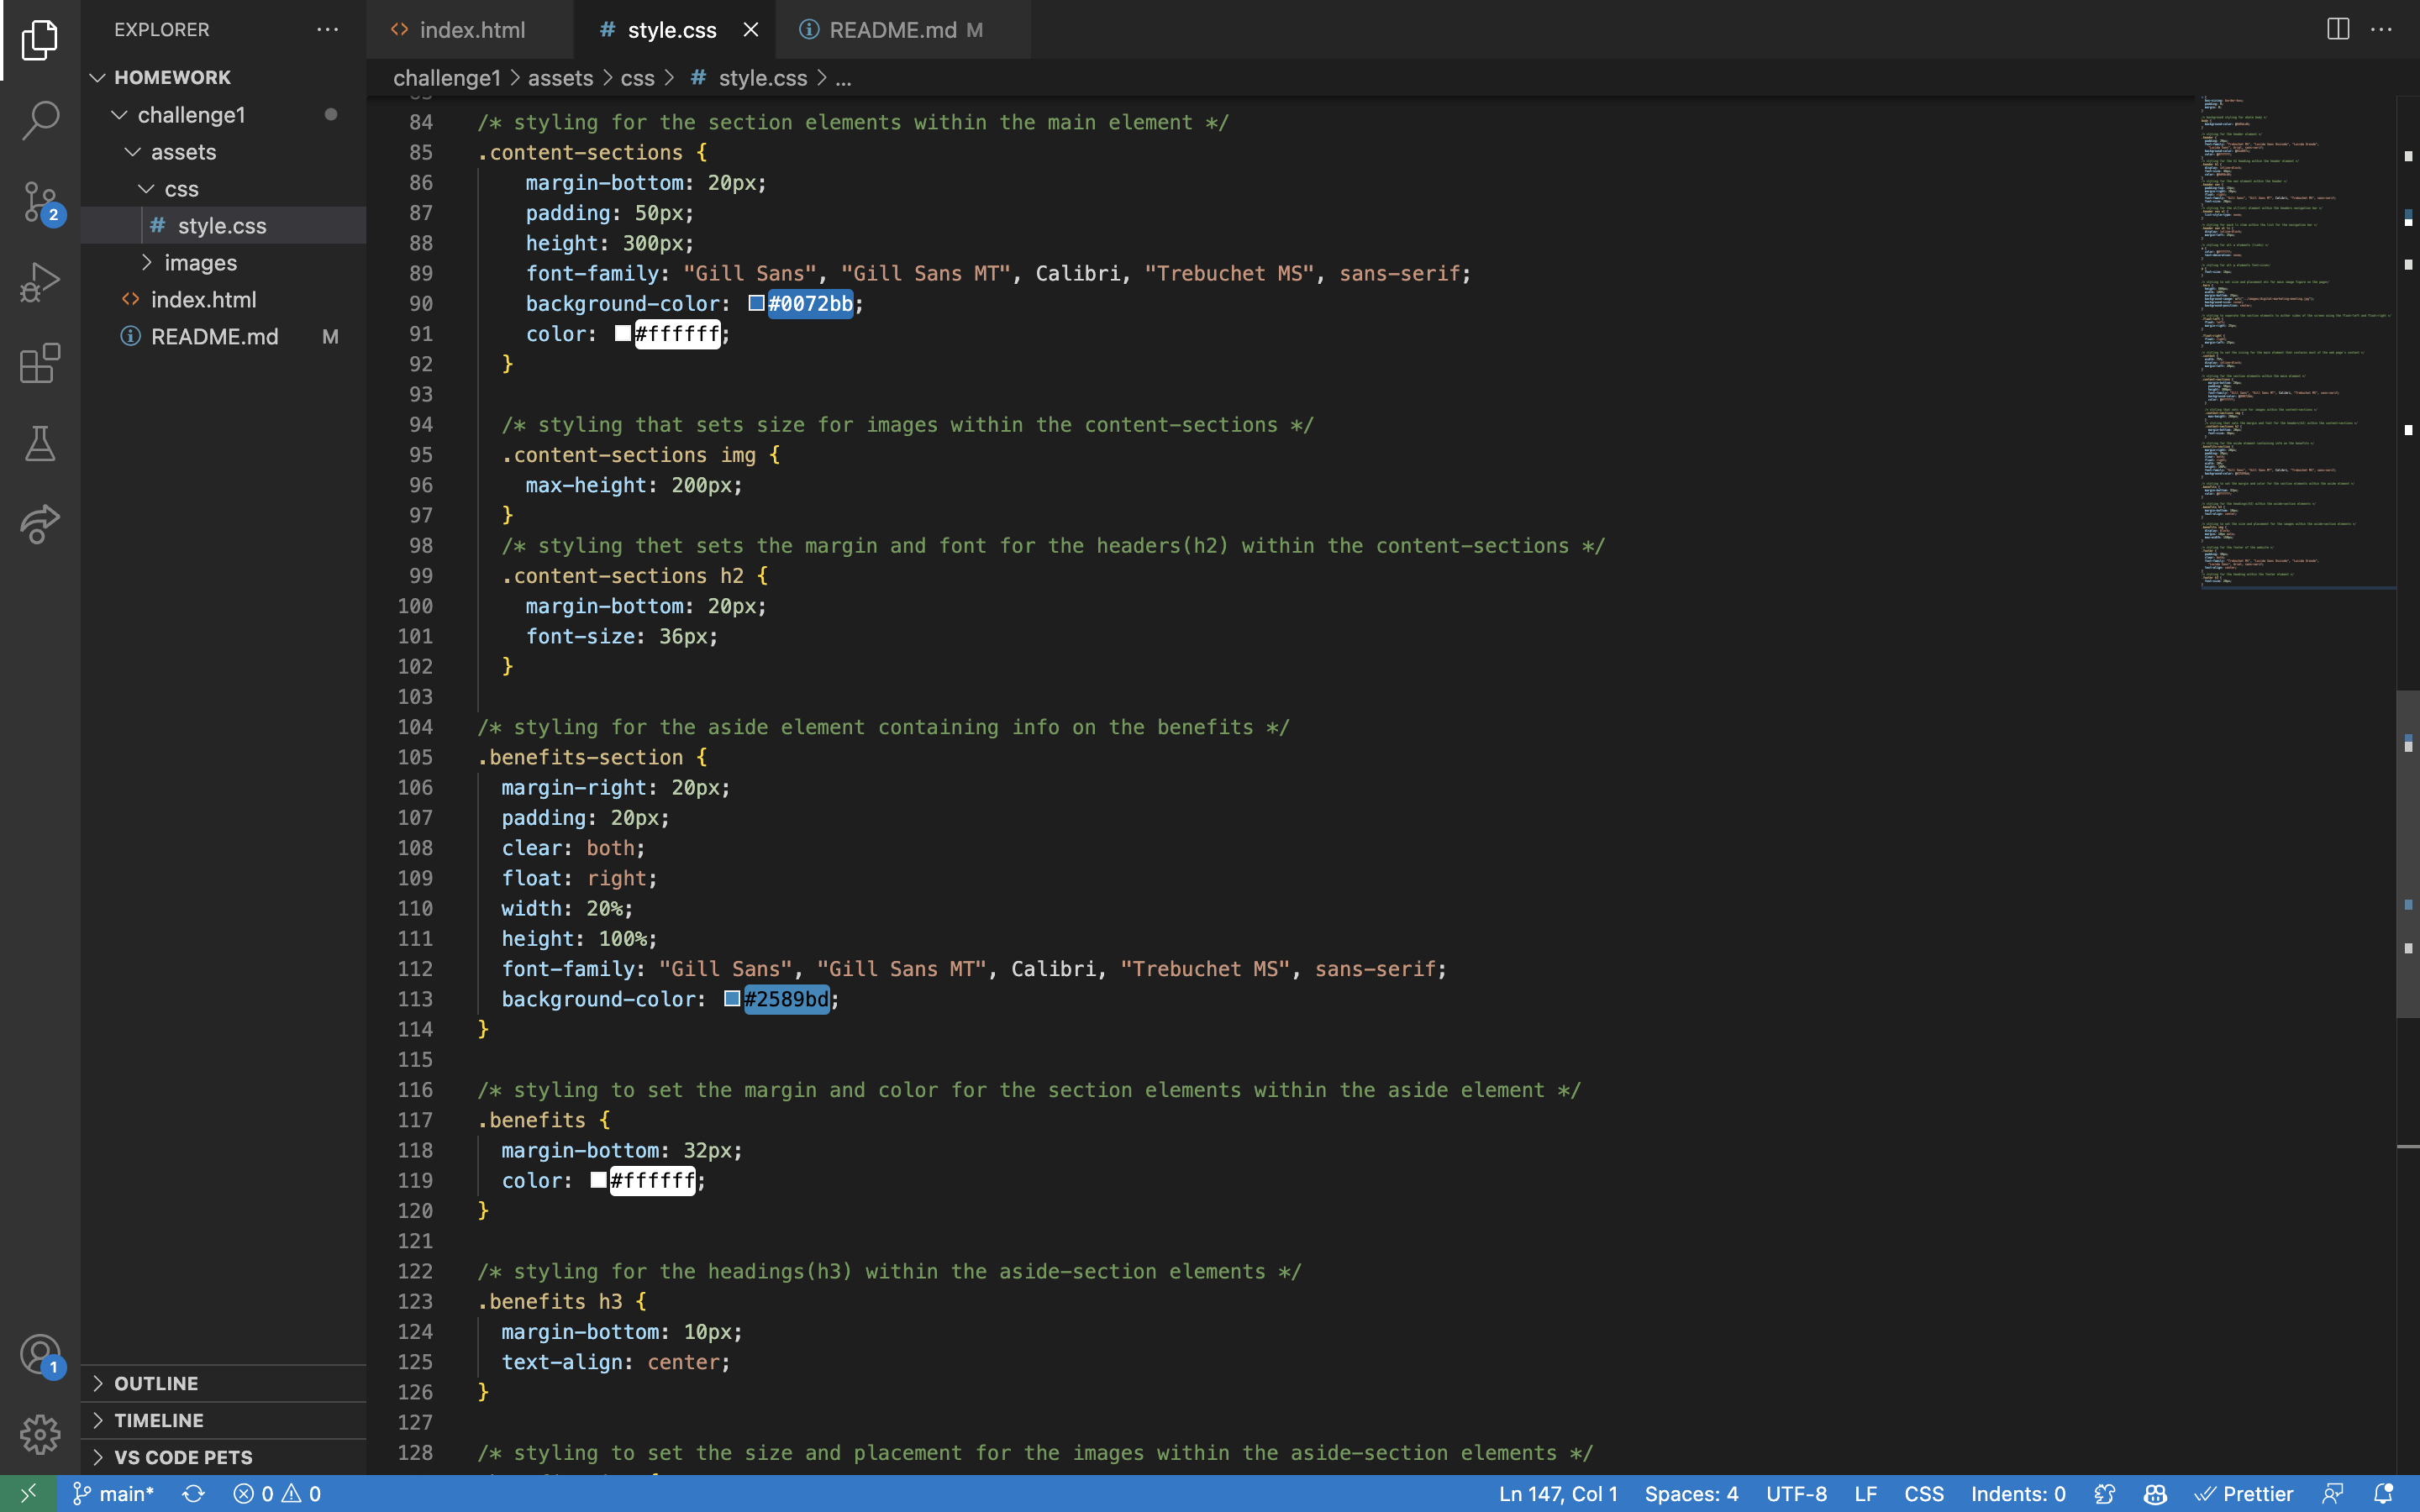 EXPLORER
HOMEWORK
challenge1
assets
css
# style.css
images
<> index.html
README.md M
OUTLINE
TIMELINE
VS CODE PETS
<> index.html
# style.css
README.md M
challenge1 > assets > css > # style.css > ...
84 /* styling for the section elements within the main element */
85 .content-sections {
86 margin-bottom: 20px;
87 padding: 50px;
88 height: 300px;
89 font-family: "Gill Sans", "Gill Sans MT", Calibri, "Trebuchet MS", sans-serif;
90 background-color: #0072bb;
91 color: #ffffff;
92 }
93
94 /* styling that sets size for images within the content-sections */
95 .content-sections img {
96 max-height: 200px;
97 }
98 /* styling thet sets the margin and font for the headers(h2) within the content-sections */
99 .content-sections h2 {
100 margin-bottom: 20px;
101 font-size: 36px;
102 }
103
104 /* styling for the aside element containing info on the benefits */
105 .benefits-section {
106 margin-right: 20px;
107 padding: 20px;
108 clear: both;
109 float: right;
110 width: 20%;
111 height: 100%;
112 font-family: "Gill Sans", "Gill Sans MT", Calibri, "Trebuchet MS", sans-serif;
113 background-color: #2589bd;
114 }
115
116 /* styling to set the margin and color for the section elements within the aside element */
117 .benefits {
118 margin-bottom: 32px;
119 color: #ffffff;
120 }
121
122 /* styling for the headings(h3) within the aside-section elements */
123 .benefits h3 {
124 margin-bottom: 10px;
125 text-align: center;
126 }
127
128 /* styling to set the size and placement for the images within the aside-section elements */
2
1
main* 0 0 Ln 147, Col 1 Spaces: 4 UTF-8 LF CSS Indents: 0 Prettier